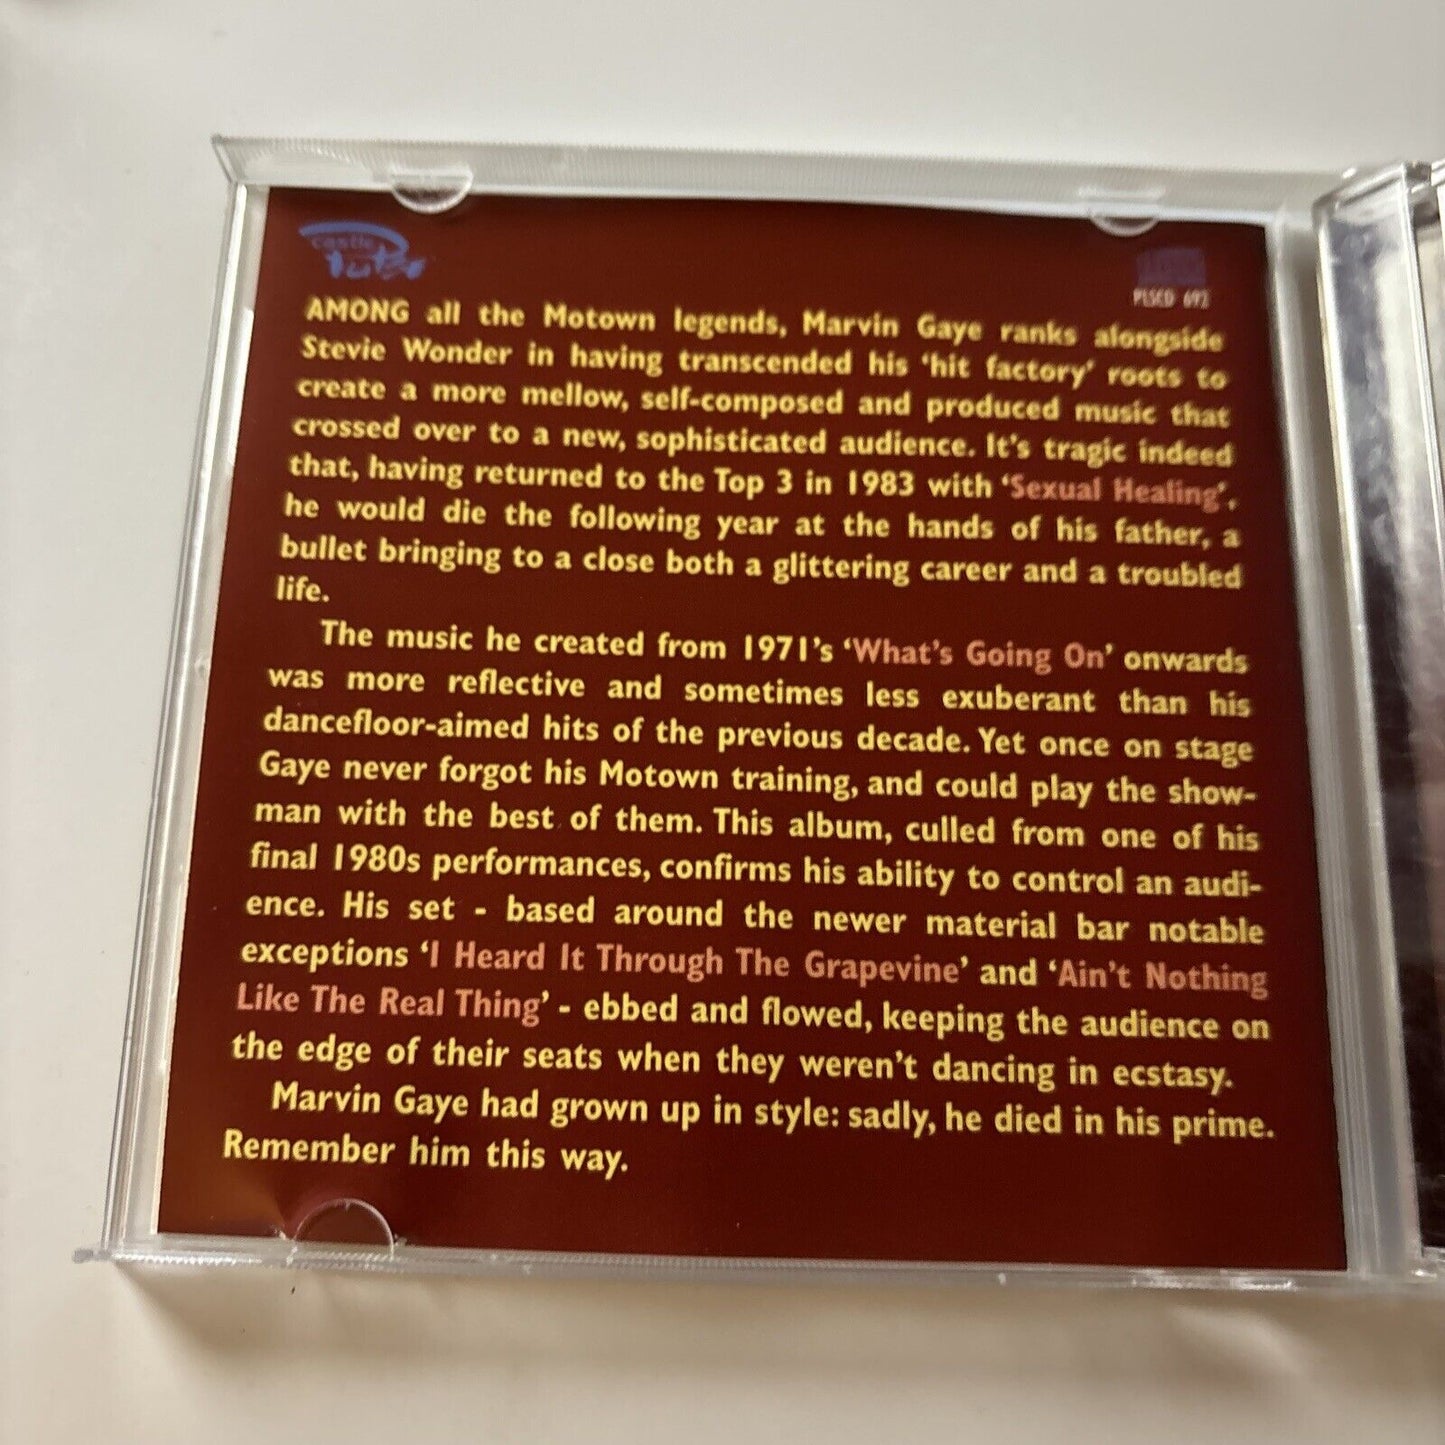 castle
Pulse
PLSCD 692
AMONG all the Motown legends, Marvin Gaye ranks alongside
Stevie Wonder in having transcended his ‘hit factory’ roots to
create a more mellow, self-composed and produced music that
crossed over to a new, sophisticated audience. It’s tragic indeed
that, having returned to the Top 3 in 1983 with ‘Sexual Healing’,
he would die the following year at the hands of his father, a
bullet bringing to a close both a glittering career and a troubled
life.
The music he created from 1971’s ‘What’s Going On’ onwards
was more reflective and sometimes less exuberant than his
dancefloor-aimed hits of the previous decade. Yet once on stage
Gaye never forgot his Motown training, and could play the show-
man with the best of them. This album, culled from one of his
final 1980s performances, confirms his ability to control an audi-
ence. His set - based around the newer material bar notable
exceptions ‘I Heard It Through The Grapevine’ and ‘Ain’t Nothing
Like The Real Thing’ - ebbed and flowed, keeping the audience on
the edge of their seats when they weren’t dancing in ecstasy.
Marvin Gaye had grown up in style: sadly, he died in his prime.
Remember him this way.